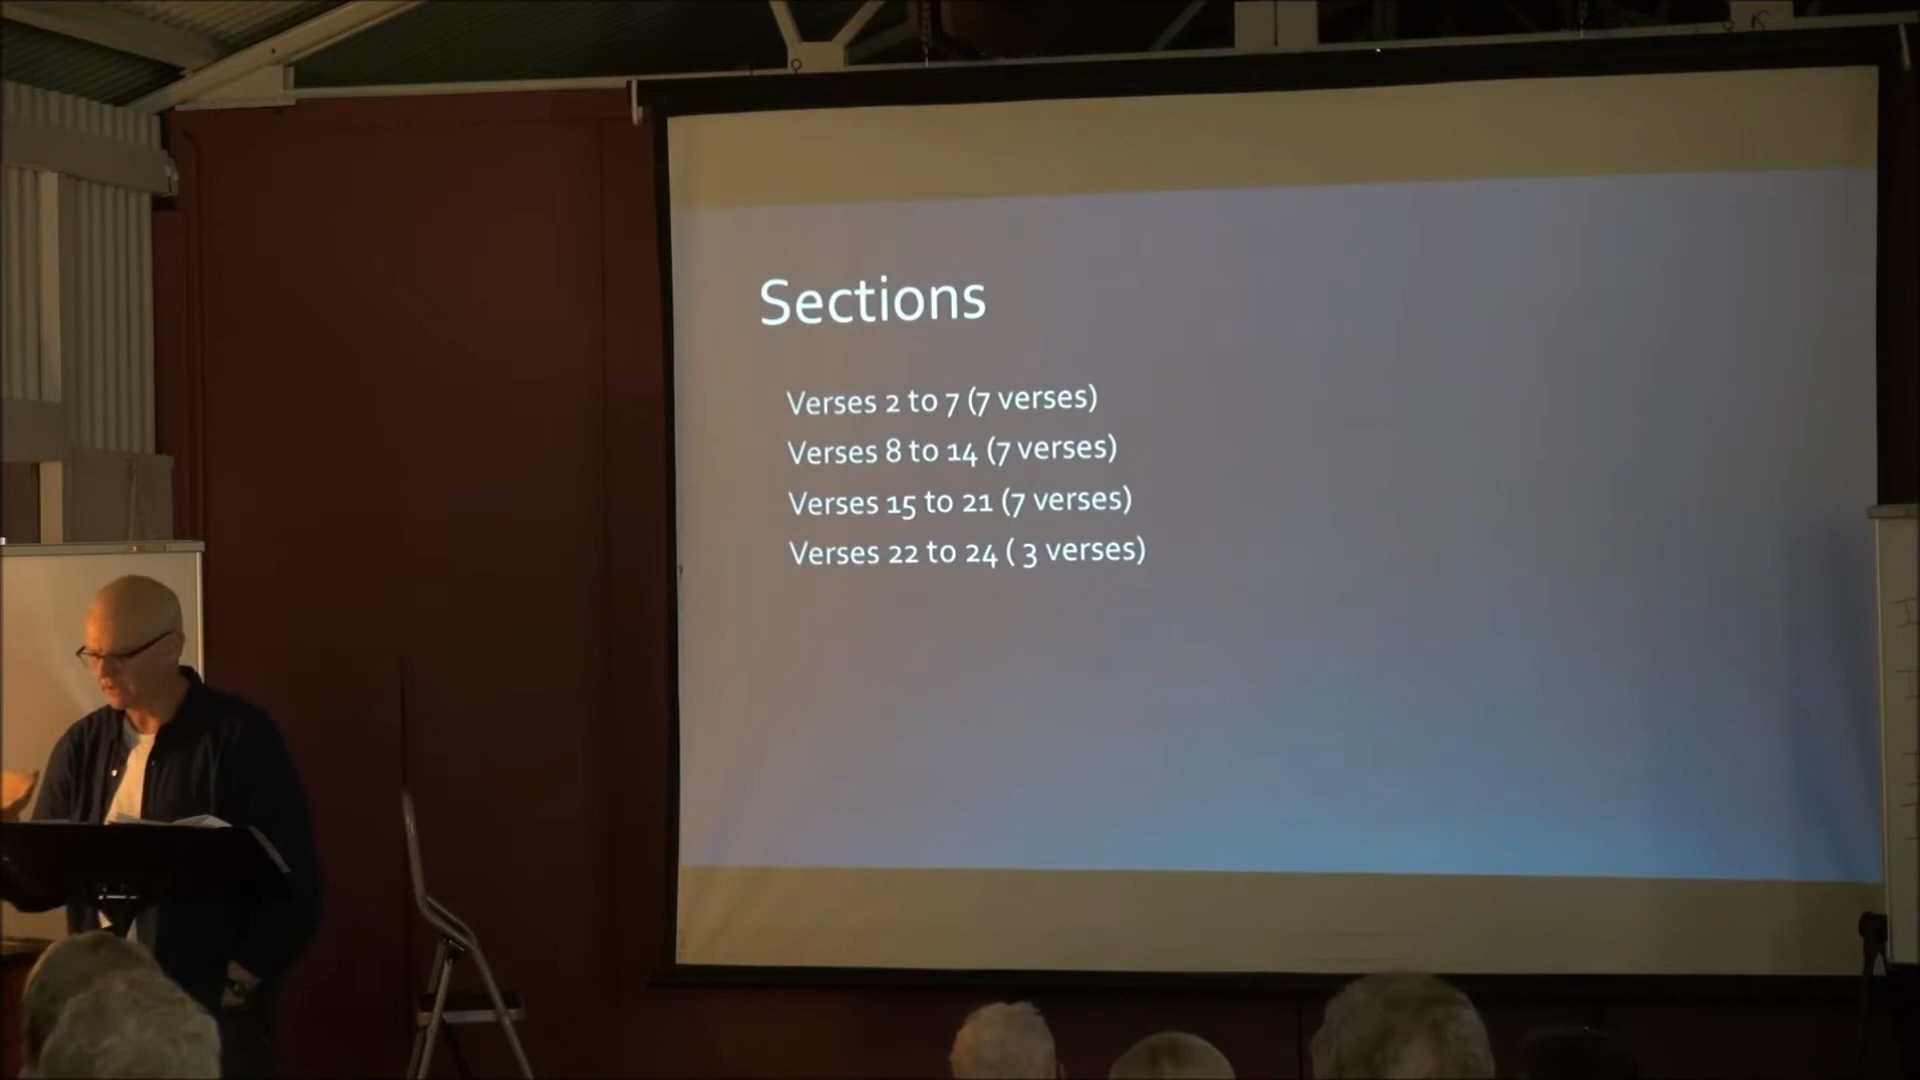 Sections
Verses 2 to 7 (7 verses)
Verses 8 to 14 (7 verses)
Verses 15 to 21 (7 verses)
Verses 22 to 24 ( 3 verses)